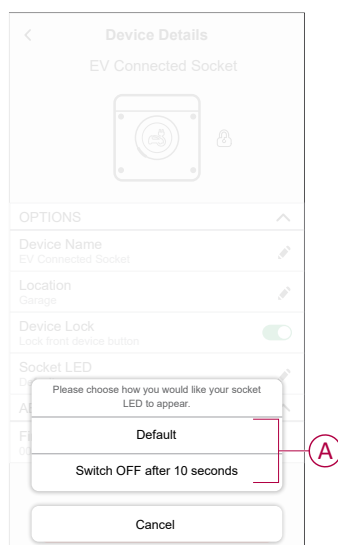 Device Details
EV Connected Socket
OPTIONS
Device Name
EV Connected Socket
Location
Garage
Device Lock
Lock front device button
Socket LED
Please choose how you would like your socket
LED to appear.
Default
A
Switch OFF after 10 seconds
Cancel